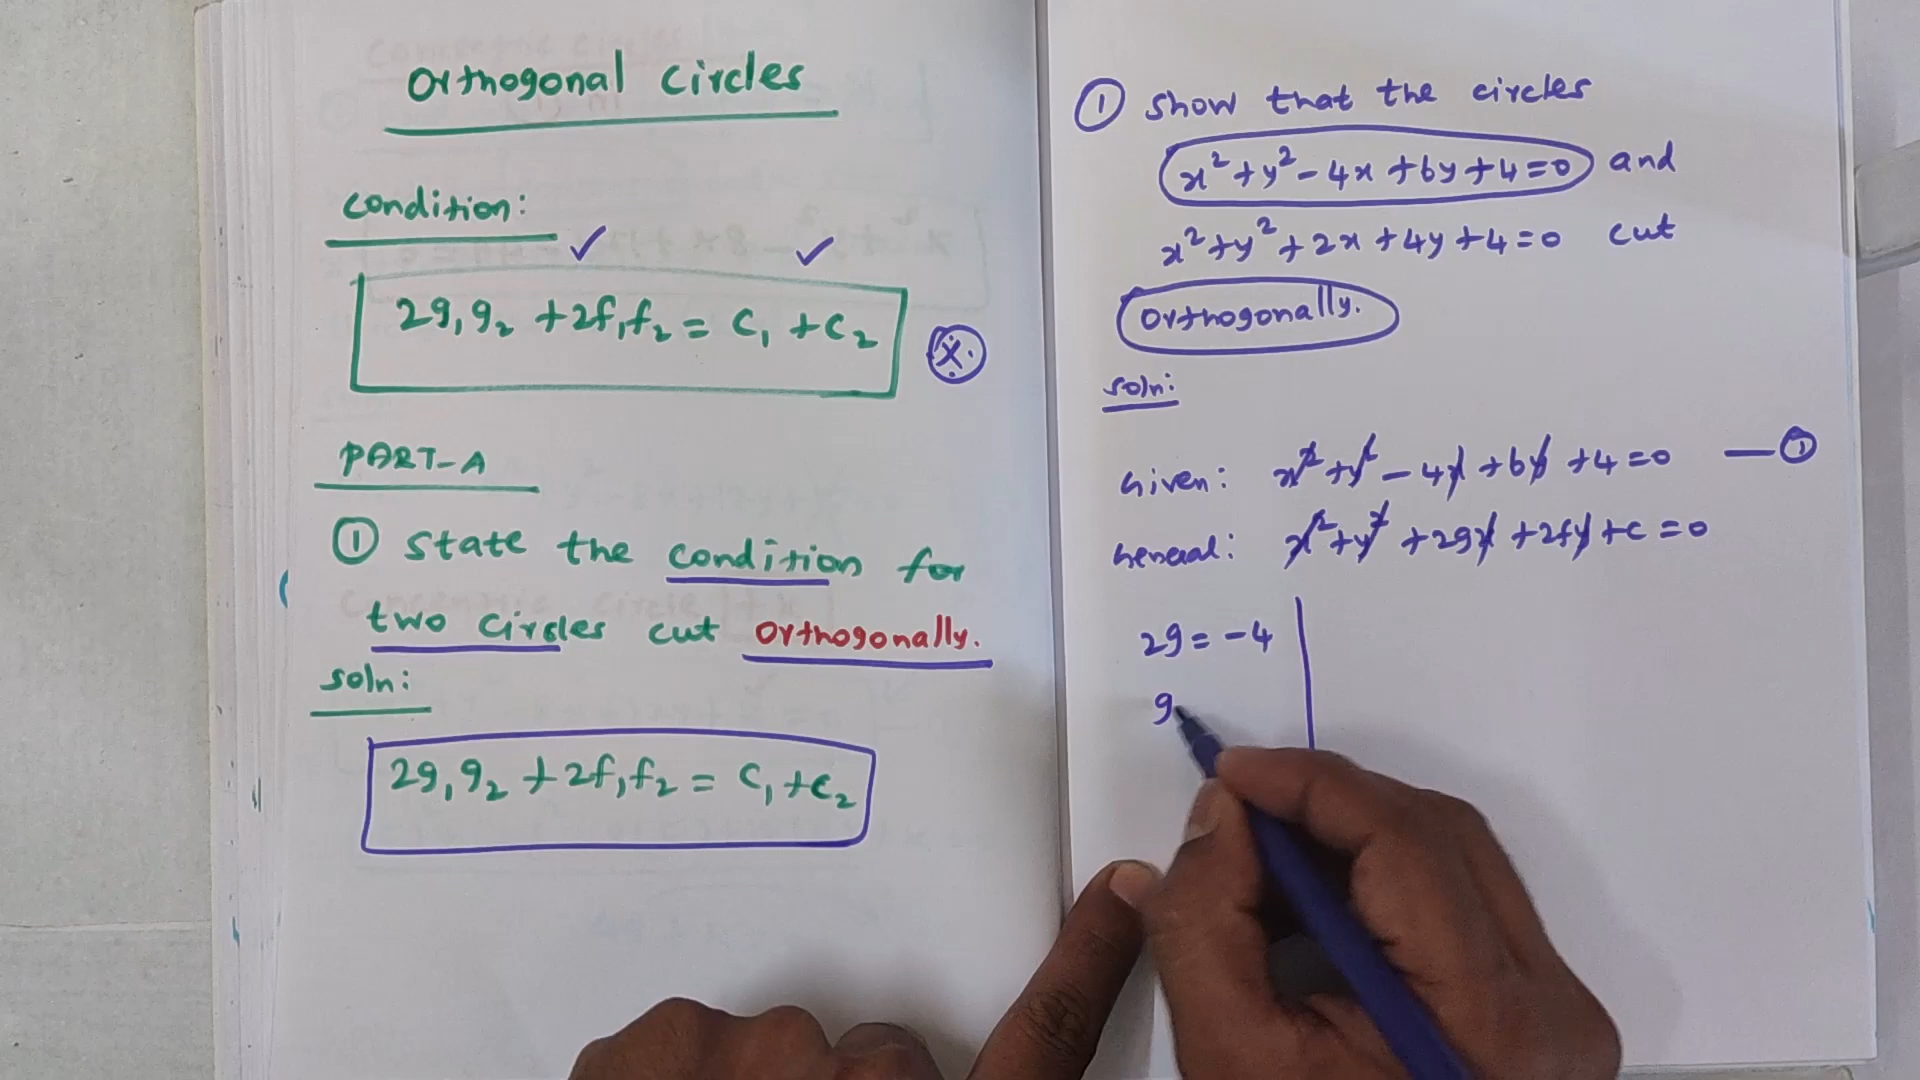 Orthogonal Circles
Condition:
2g₁g₂ + 2f₁f₂ = C₁ + C₂
PART-A
① State the condition for
two circles cut Orthogonally.
Soln:
2g₁g₂ + 2f₁f₂ = C₁ + C₂
① Show that the circles
x² + y² - 4x + 6y + 4 = 0 and
x² + y² + 2x + 4y + 4 = 0 cut
Orthogonally.
Soln:
Given: x² + y² - 4x + 6y + 4 = 0 — ①
General: x² + y² + 2gx + 2fy + c = 0
2g = -4
g